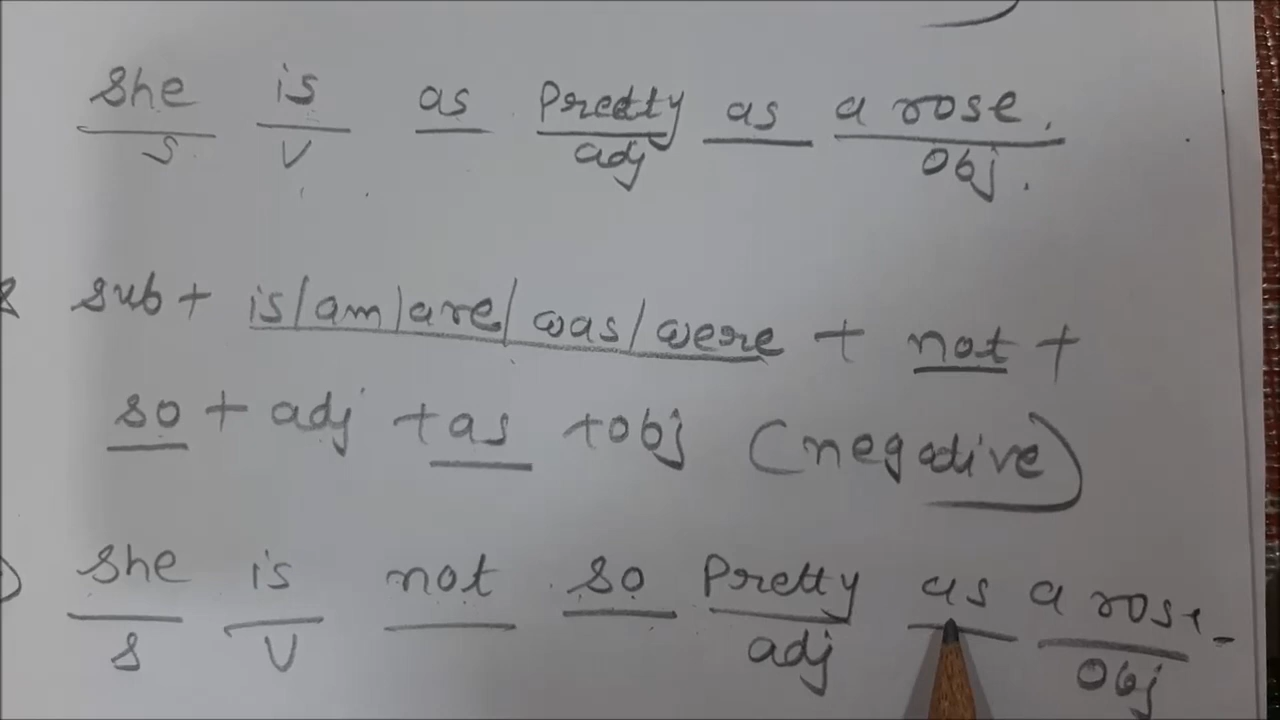 She is as Pretty as a rose.
S V adj Obj.
sub + is/am/are/was/were + not +
so + adj + as + obj (negative)
She is not so Pretty as a rose.
S V adj Obj